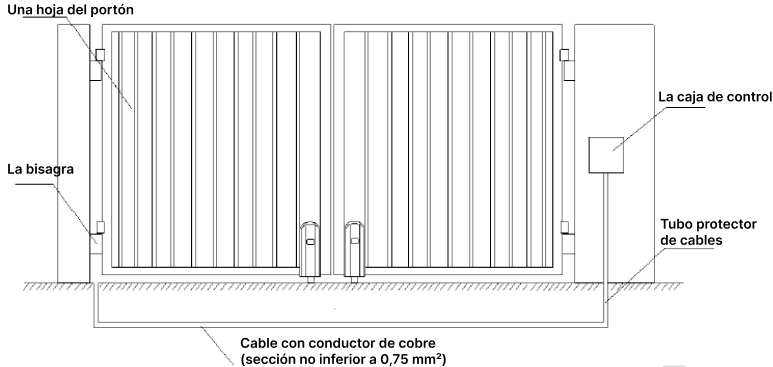 Una hoja del portón
La caja de control
La bisagra
Tubo protector
de cables
Cable con conductor de cobre
(sección no inferior a 0,75 mm²)